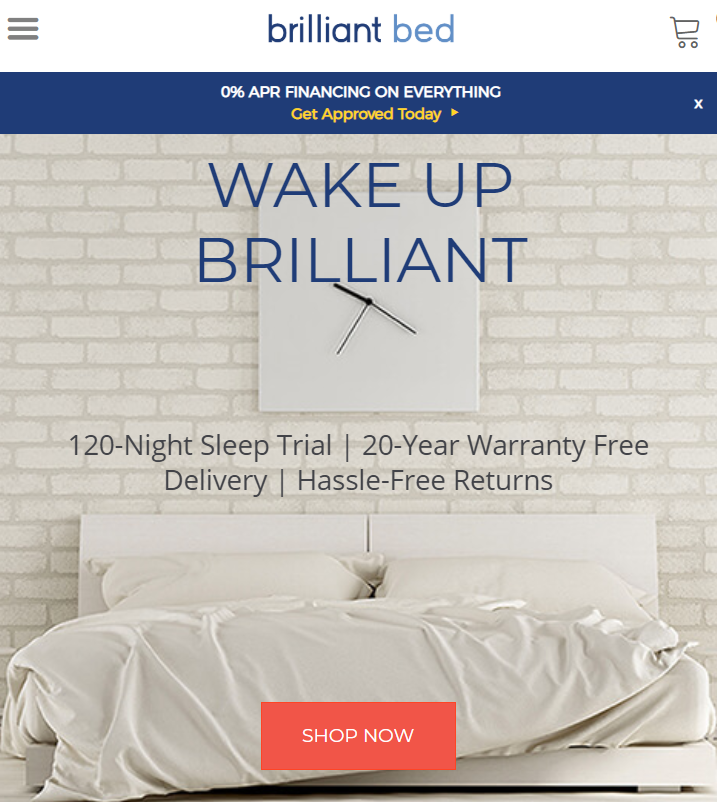 brilliant bed
0% APR FINANCING ON EVERYTHING
Get Approved Today
x
WAKE UP
BRILLIANT
120-Night Sleep Trial | 20-Year Warranty Free
Delivery | Hassle-Free Returns
SHOP NOW